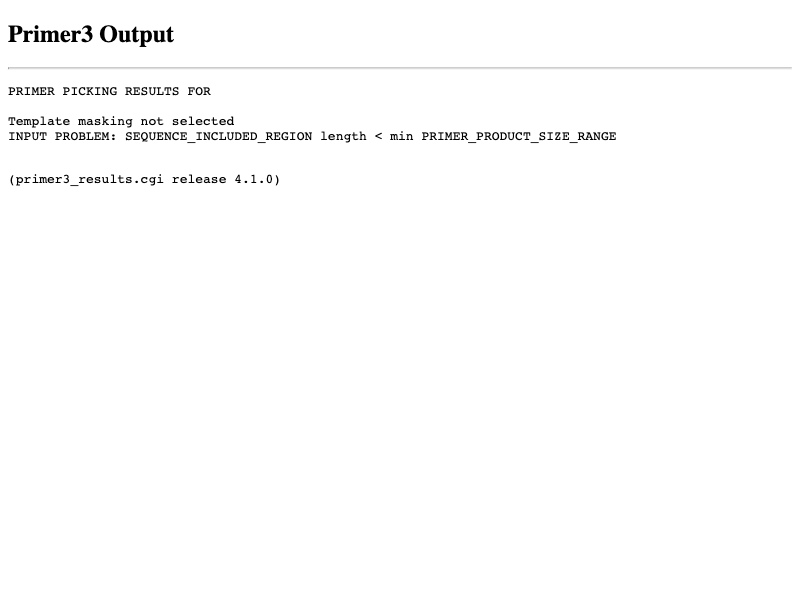 Primer3 Output
PRIMER PICKING RESULTS FOR
Template masking not selected
INPUT PROBLEM: SEQUENCE_INCLUDED_REGION length < min PRIMER_PRODUCT_SIZE_RANGE
(primer3_results.cgi release 4.1.0)